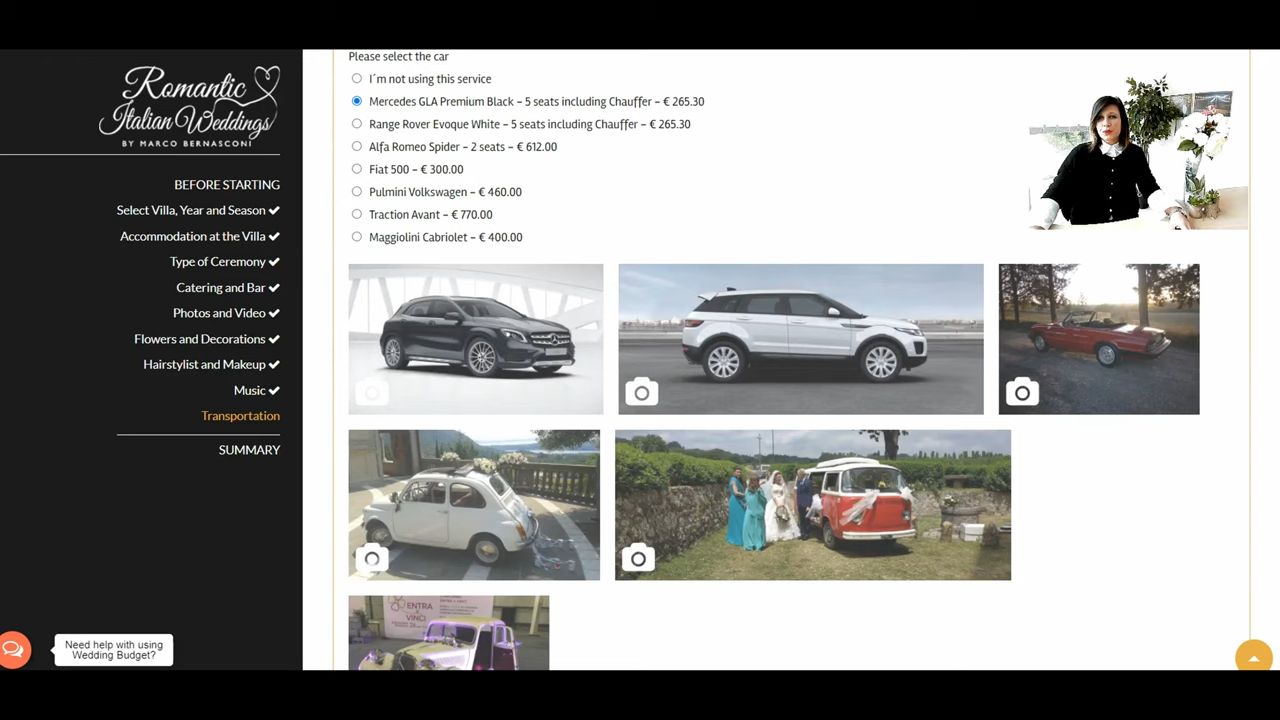 Romantic
Italian Weddings
BY MARCO BERNASCONI
BEFORE STARTING
Select Villa, Year and Season
Accommodation at the Villa
Type of Ceremony
Catering and Bar
Photos and Video
Flowers and Decorations
Hairstylist and Makeup
Music
Transportation
SUMMARY
Need help with using
Wedding Budget?
Please select the car
I´m not using this service
Mercedes GLA Premium Black – 5 seats including Chauffer – € 265.30
Range Rover Evoque White – 5 seats including Chauffer – € 265.30
Alfa Romeo Spider – 2 seats – € 612.00
Fiat 500 – € 300.00
Pulmini Volkswagen – € 460.00
Traction Avant – € 770.00
Maggiolini Cabriolet – € 400.00
ENTRA
VINCI